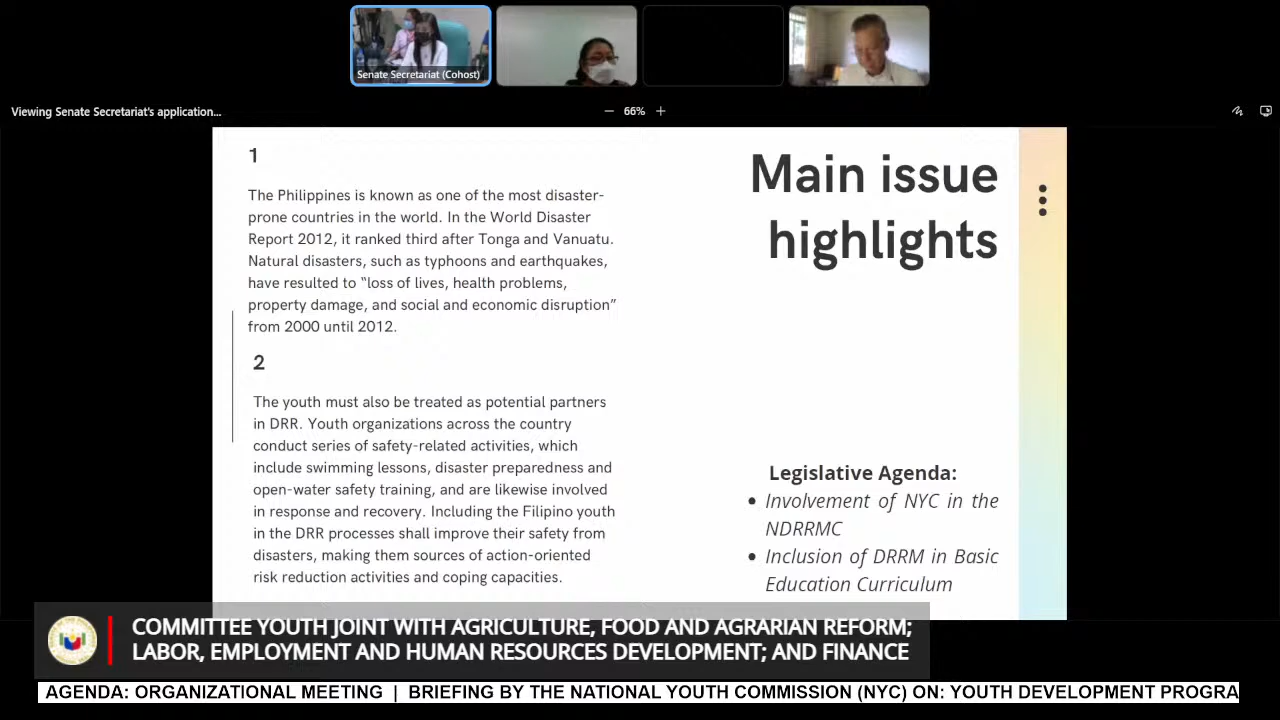 Senate Secretariat (Cohost)
Viewing Senate Secretariat's application...
66%
1
The Philippines is known as one of the most disaster-
prone countries in the world. In the World Disaster
Report 2012, it ranked third after Tonga and Vanuatu.
Natural disasters, such as typhoons and earthquakes,
have resulted to “loss of lives, health problems,
property damage, and social and economic disruption”
from 2000 until 2012.
2
The youth must also be treated as potential partners
in DRR. Youth organizations across the country
conduct series of safety-related activities, which
include swimming lessons, disaster preparedness and
open-water safety training, and are likewise involved
in response and recovery. Including the Filipino youth
in the DRR processes shall improve their safety from
disasters, making them sources of action-oriented
risk reduction activities and coping capacities.
Main issue
highlights
Legislative Agenda:
• Involvement of NYC in the
NDRRMC
• Inclusion of DRRM in Basic
Education Curriculum
COMMITTEE YOUTH JOINT WITH AGRICULTURE, FOOD AND AGRARIAN REFORM;
LABOR, EMPLOYMENT AND HUMAN RESOURCES DEVELOPMENT; AND FINANCE
AGENDA: ORGANIZATIONAL MEETING | BRIEFING BY THE NATIONAL YOUTH COMMISSION (NYC) ON: YOUTH DEVELOPMENT PROGRA